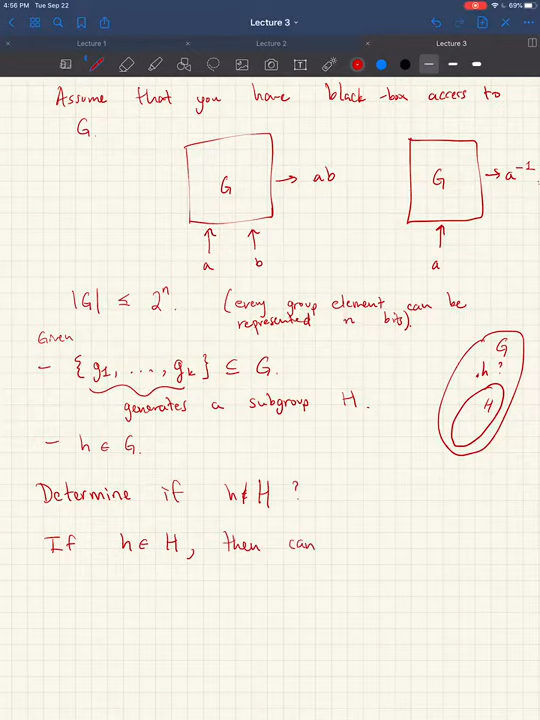 4:56 PM Tue Sep 22
69%
Lecture 3
Lecture 1
Lecture 2
Lecture 3
Assume that you have black-box access to
G.
G → ab
G → a⁻¹
a b
a
|G| ≤ 2ⁿ. (every group element can be
represented n bits).
Given
- {g₁, ..., gₖ} ⊆ G.
generates a subgroup H.
G
.h ?
H
- h ∈ G.
Determine if h ∉ H ?
If h ∈ H, then can